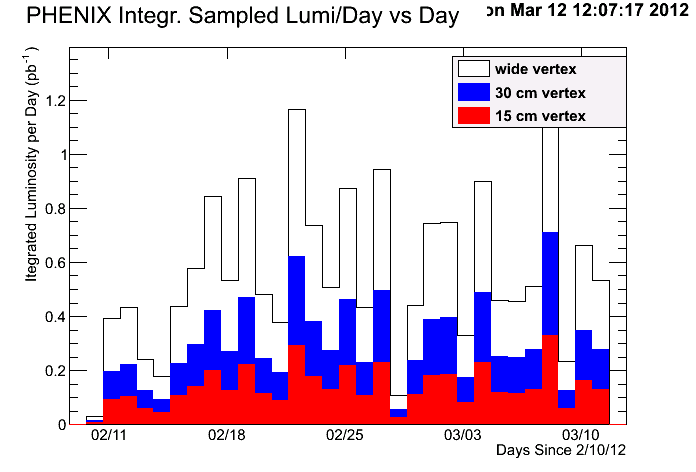 PHENIX Integr. Sampled Lumi/Day vs Day
on Mar 12 12:07:17 2012
Itegrated Luminosity per Day (pb⁻¹)
wide vertex
30 cm vertex
15 cm vertex
1.2
1
0.8
0.6
0.4
0.2
0
02/11 02/18 02/25 03/03 03/10
Days Since 2/10/12